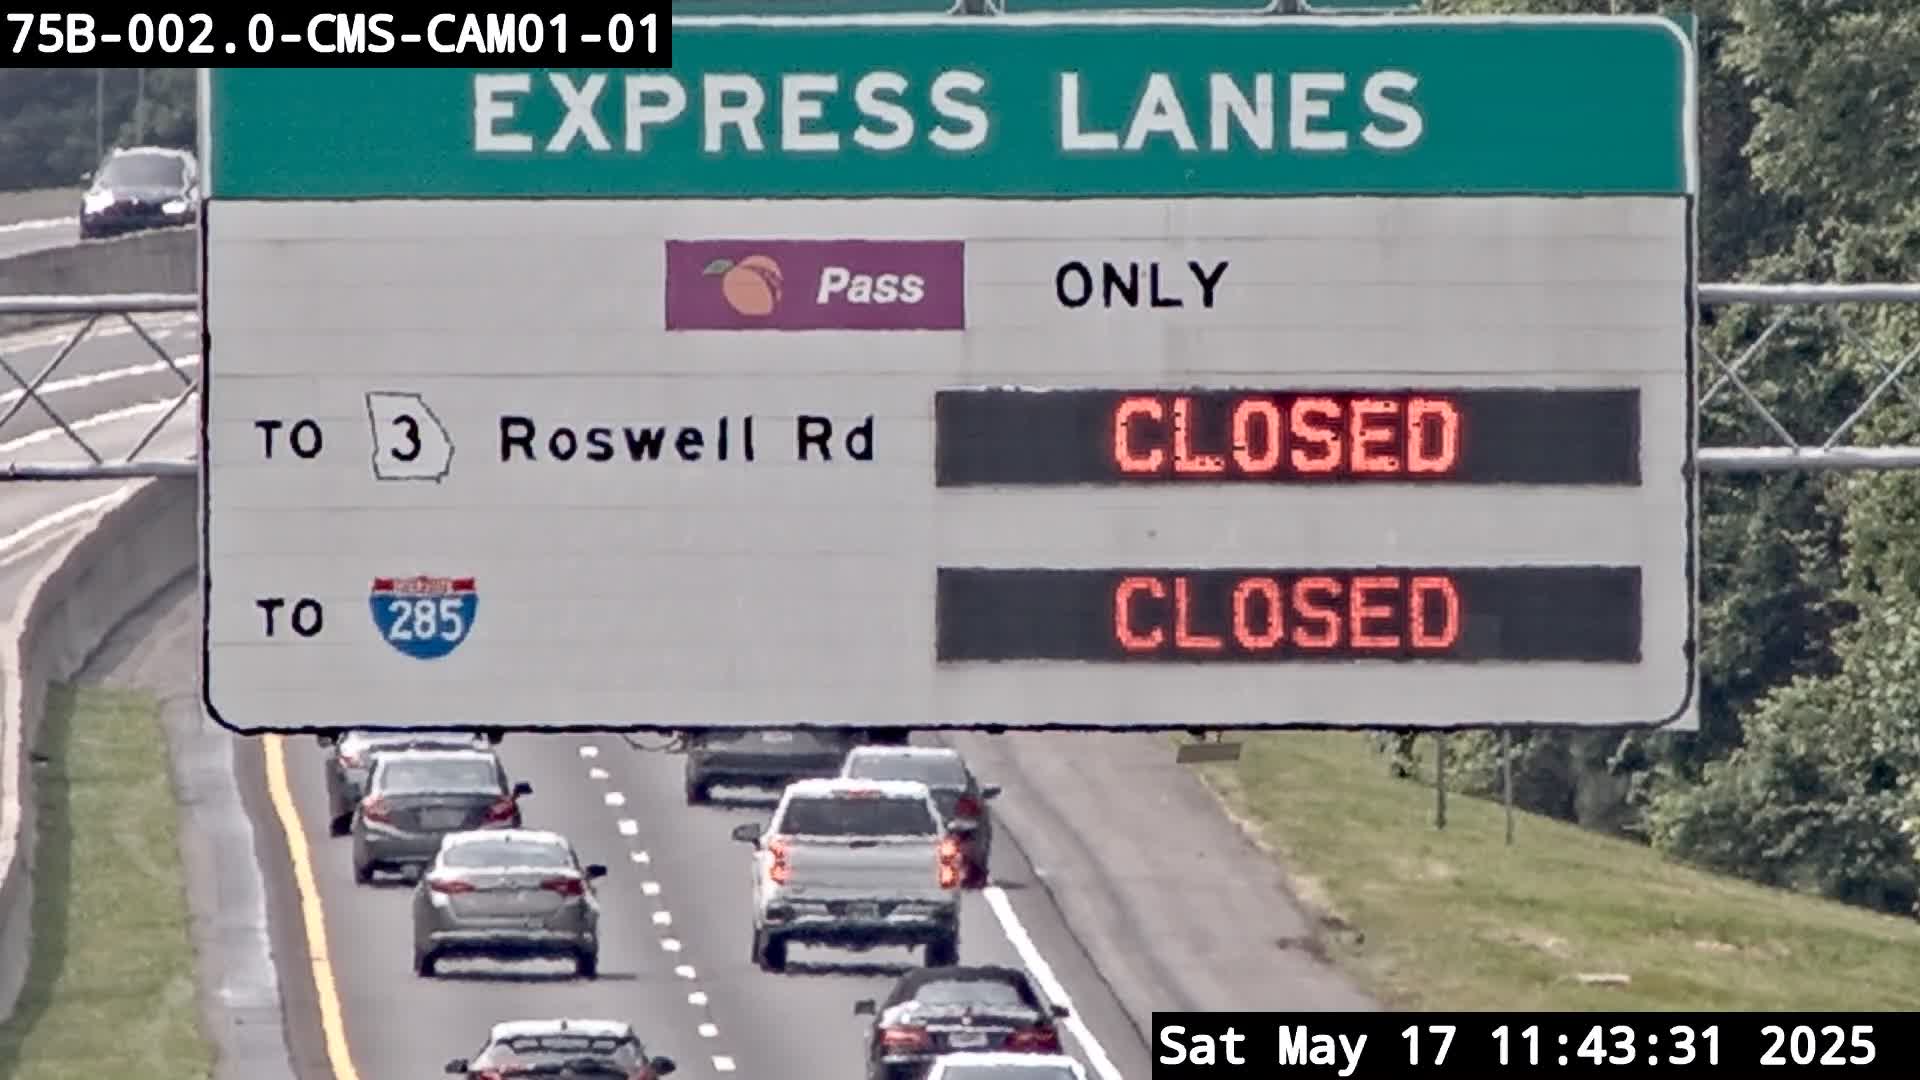 75B-002.0-CMS-CAM01-01
EXPRESS LANES
Pass ONLY
TO 3 Roswell Rd CLOSED
TO 285 CLOSED
Sat May 17 11:43:31 2025